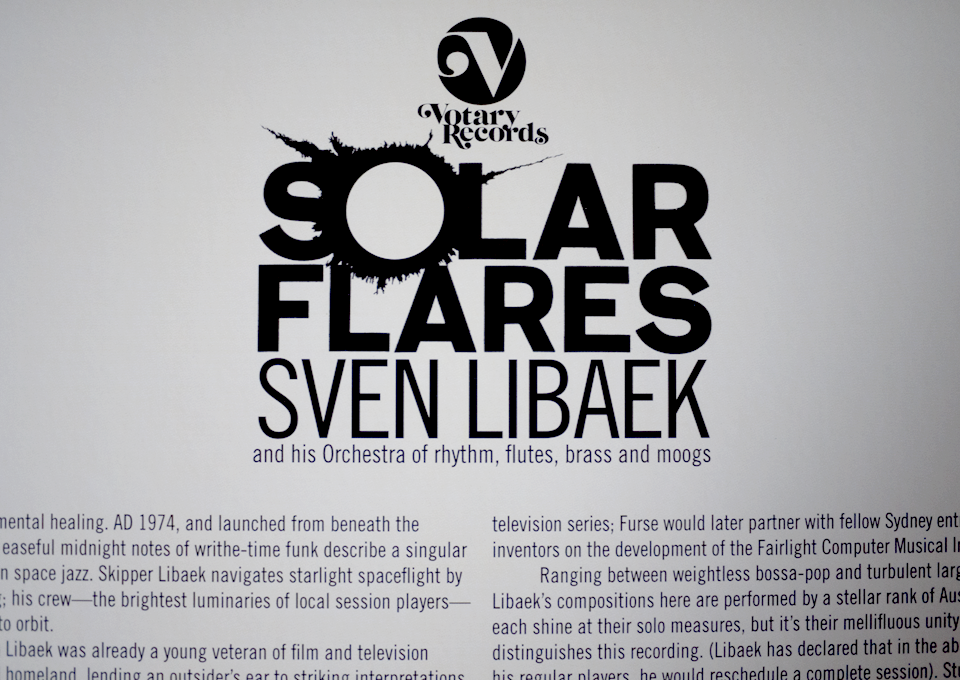 Votary
Records
SOLAR
FLARES
SVEN LIBAEK
and his Orchestra of rhythm, flutes, brass and moogs
mental healing. AD 1974, and launched from beneath the
easeful midnight notes of writhe-time funk describe a singular
n space jazz. Skipper Libaek navigates starlight spaceflight by
; his crew—the brightest luminaries of local session players—
to orbit.
Libaek was already a young veteran of film and television
homeland, lending an outsider's ear to striking interpretations
television series; Furse would later partner with fellow Sydney ent
inventors on the development of the Fairlight Computer Musical I
Ranging between weightless bossa-pop and turbulent larg
Libaek's compositions here are performed by a stellar rank of Aus
each shine at their solo measures, but it's their mellifluous unity
distinguishes this recording. (Libaek has declared that in the ab
his regular players, he would reschedule a complete session). St